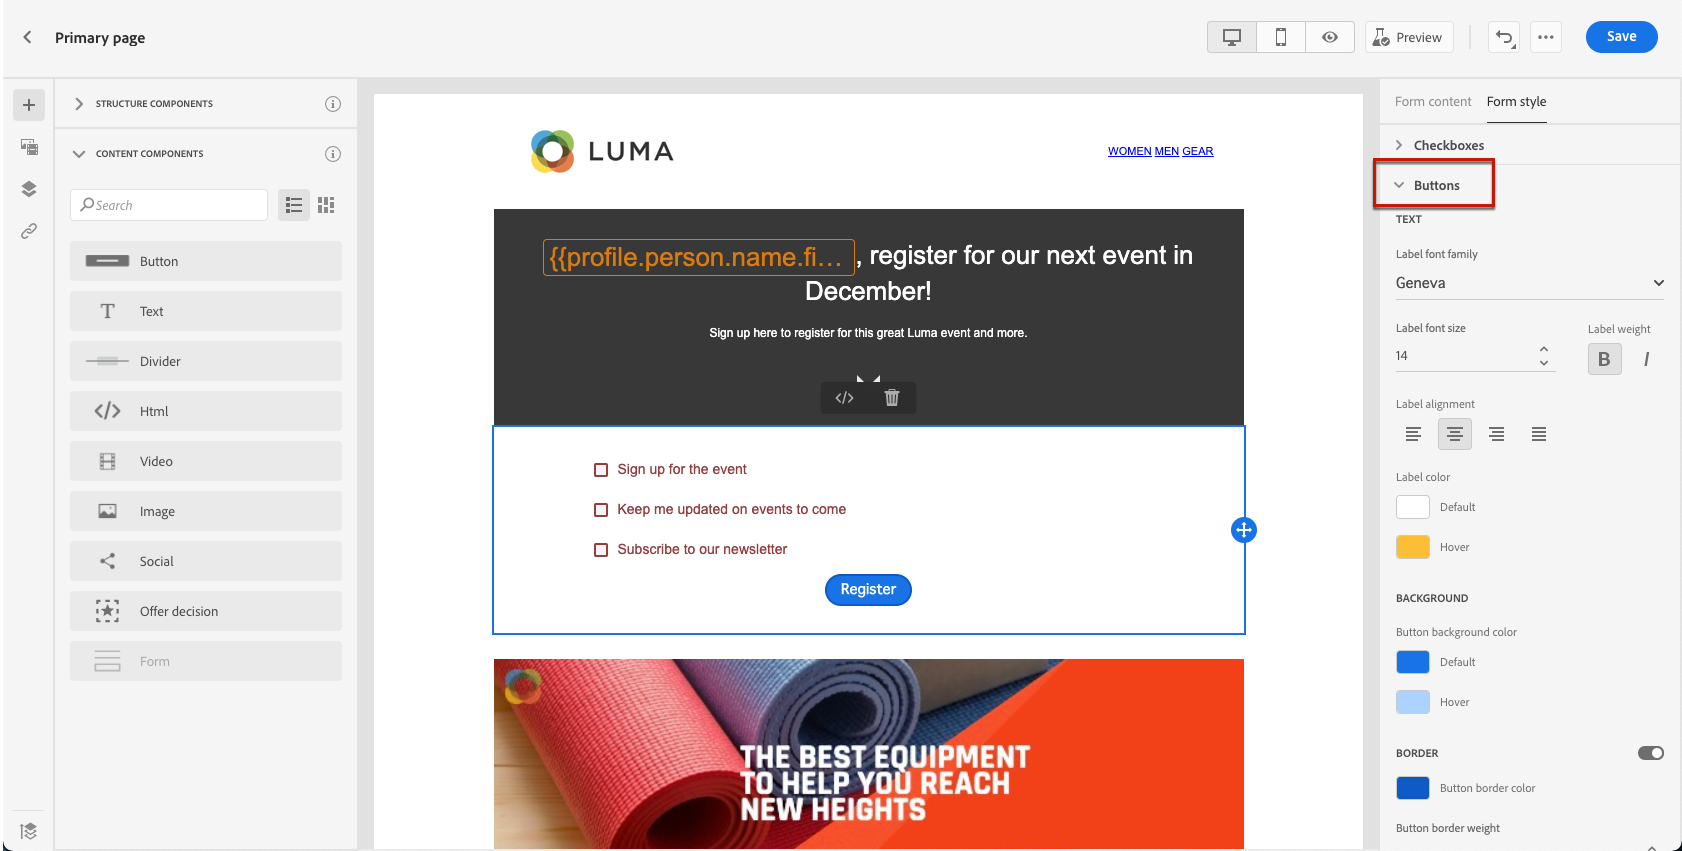 Primary page
Preview
Save
STRUCTURE COMPONENTS
CONTENT COMPONENTS
Search
Button
Text
Divider
Html
Video
Image
Social
Offer decision
Form
LUMA
WOMEN MEN GEAR
{{profile.person.name.fi... , register for our next event in
December!
Sign up here to register for this great Luma event and more.
Sign up for the event
Keep me updated on events to come
Subscribe to our newsletter
Register
THE BEST EQUIPMENT
TO HELP YOU REACH
NEW HEIGHTS
Form content Form style
Checkboxes
Buttons
TEXT
Label font family
Geneva
Label font size
Label weight
14
B I
Label alignment
Label color
Default
Hover
BACKGROUND
Button background color
Default
Hover
BORDER
Button border color
Button border weight